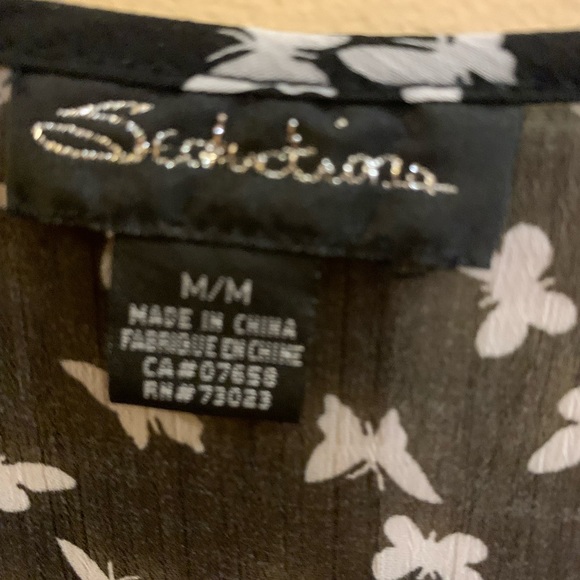 Seductions
M/M
MADE IN CHINA
FABRIQUE EN CHINE
CA#07658
RN#73023